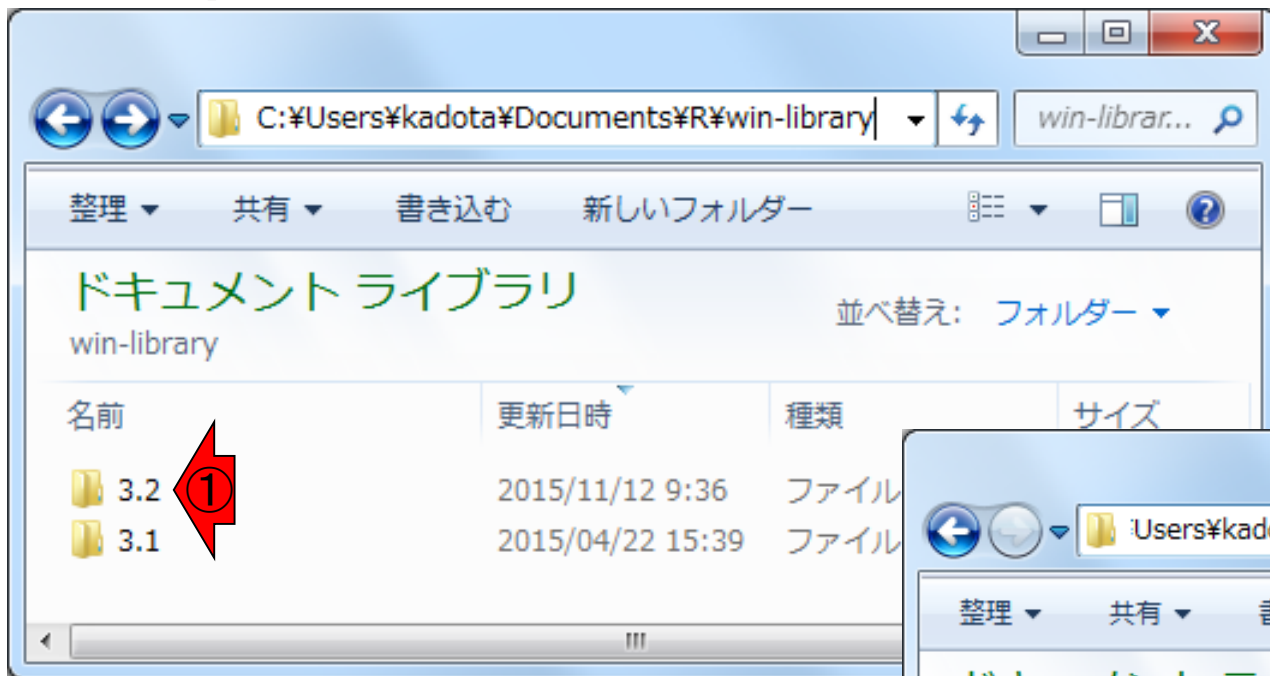 C:¥Users¥kadota¥Documents¥R¥win-library
win-librar...
整理 共有 書き込む 新しいフォルダー
ドキュメント ライブラリ
win-library
並べ替え: フォルダー
名前 更新日時 種類 サイズ
3.2 ① 2015/11/12 9:36 ファイル
3.1 2015/04/22 15:39 ファイル
Users¥kad
整理 共有